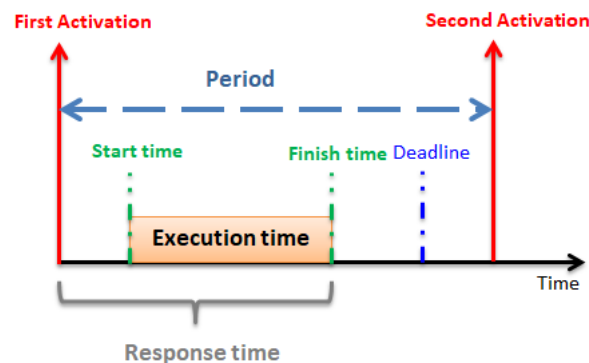 First Activation
Second Activation
Period
Start time
Finish time
Deadline
Execution time
Time
Response time